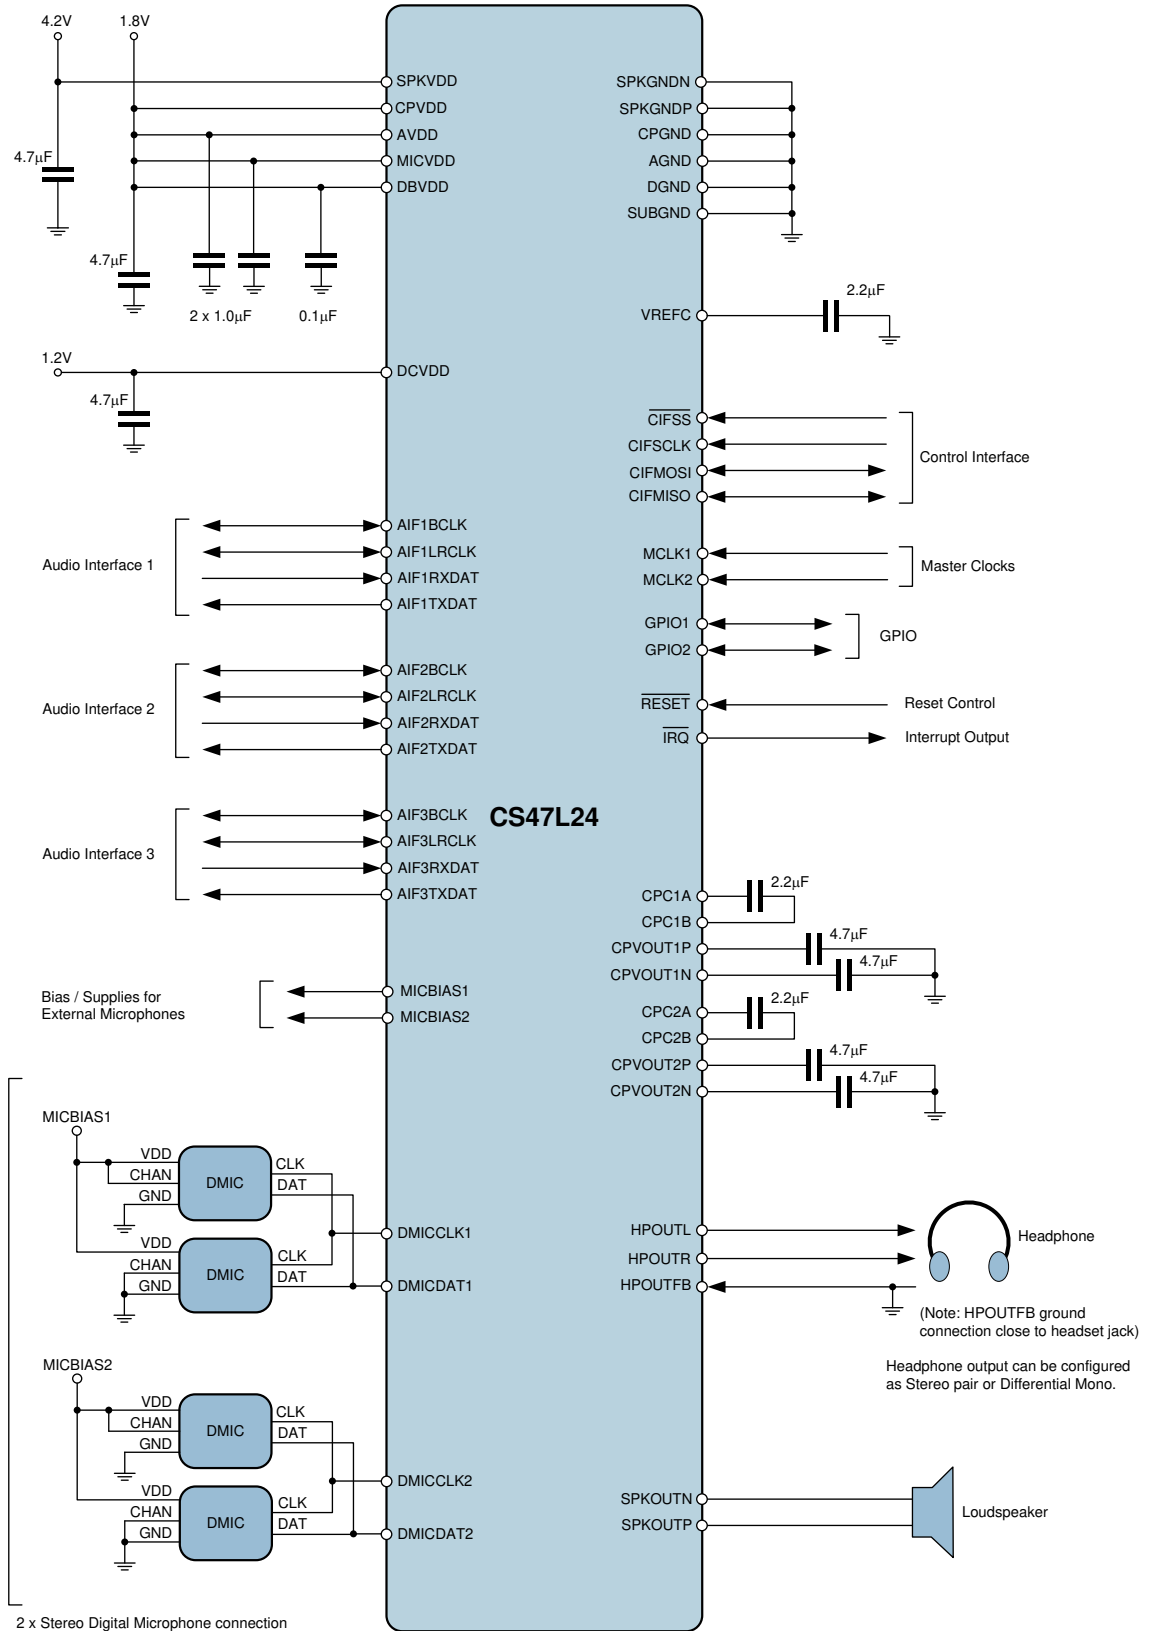 4.2V
1.8V
SPKVDD
CPVDD
AVDD
MICVDD
DBVDD
4.7μF
4.7μF
2 x 1.0μF
0.1μF
1.2V
DCVDD
4.7μF
SPKGNDN
SPKGNDP
CPGND
AGND
DGND
SUBGND
VREFC
2.2μF
CIFSS
CIFSCLK
CIFMOSI
CIFMISO
Control Interface
Audio Interface 1
AIF1BCLK
AIF1LRCLK
AIF1RXDAT
AIF1TXDAT
MCLK1
MCLK2
Master Clocks
GPIO1
GPIO2
GPIO
Audio Interface 2
AIF2BCLK
AIF2LRCLK
AIF2RXDAT
AIF2TXDAT
RESET
Reset Control
IRQ
Interrupt Output
CS47L24
Audio Interface 3
AIF3BCLK
AIF3LRCLK
AIF3RXDAT
AIF3TXDAT
CPC1A
2.2μF
CPC1B
CPVOUT1P
4.7μF
CPVOUT1N
4.7μF
CPC2A
2.2μF
CPC2B
CPVOUT2P
4.7μF
CPVOUT2N
4.7μF
Bias / Supplies for
External Microphones
MICBIAS1
MICBIAS2
MICBIAS1
VDD
CHAN
GND
DMIC
CLK
DAT
VDD
CHAN
GND
DMIC
CLK
DAT
DMICCLK1
DMICDAT1
HPOUTL
HPOUTR
HPOUTFB
Headphone
(Note: HPOUTFB ground
connection close to headset jack)
Headphone output can be configured
as Stereo pair or Differential Mono.
MICBIAS2
VDD
CHAN
GND
DMIC
CLK
DAT
VDD
CHAN
GND
DMIC
CLK
DAT
DMICCLK2
DMICDAT2
SPKOUTN
SPKOUTP
Loudspeaker
2 x Stereo Digital Microphone connection